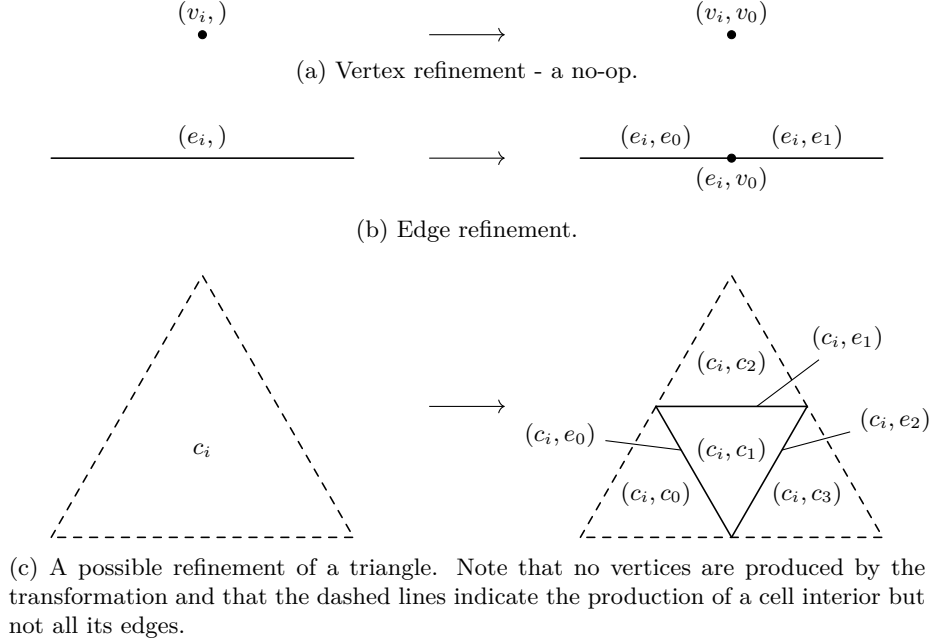 (v_i, ) (v_i, v_0)
(a) Vertex refinement - a no-op.
(e_i, ) (e_i, e_0) (e_i, e_1)
(e_i, v_0)
(b) Edge refinement.
(c_i, e_1)
(c_i, c_2)
(c_i, e_2)
(c_i, e_0)
c_i (c_i, c_1)
(c_i, c_0) (c_i, c_3)
(c) A possible refinement of a triangle. Note that no vertices are produced by the
transformation and that the dashed lines indicate the production of a cell interior but
not all its edges.